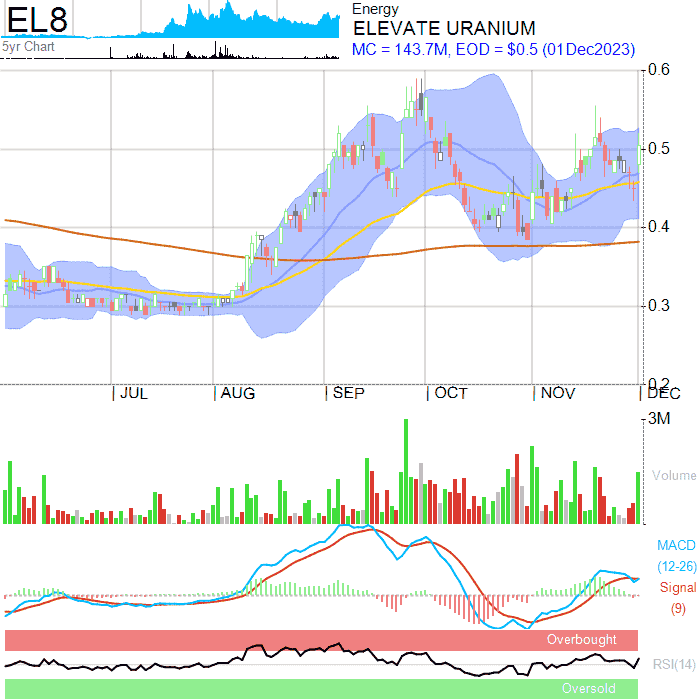 EL8
Energy
ELEVATE URANIUM
MC = 143.7M, EOD = $0.5 (01Dec2023)
5yr Chart
0.6
0.5
0.4
0.3
0.2
JUL AUG SEP OCT NOV DEC
3M
Volume
MACD
(12-26)
Signal
(9)
Overbought
RSI(14)
Oversold